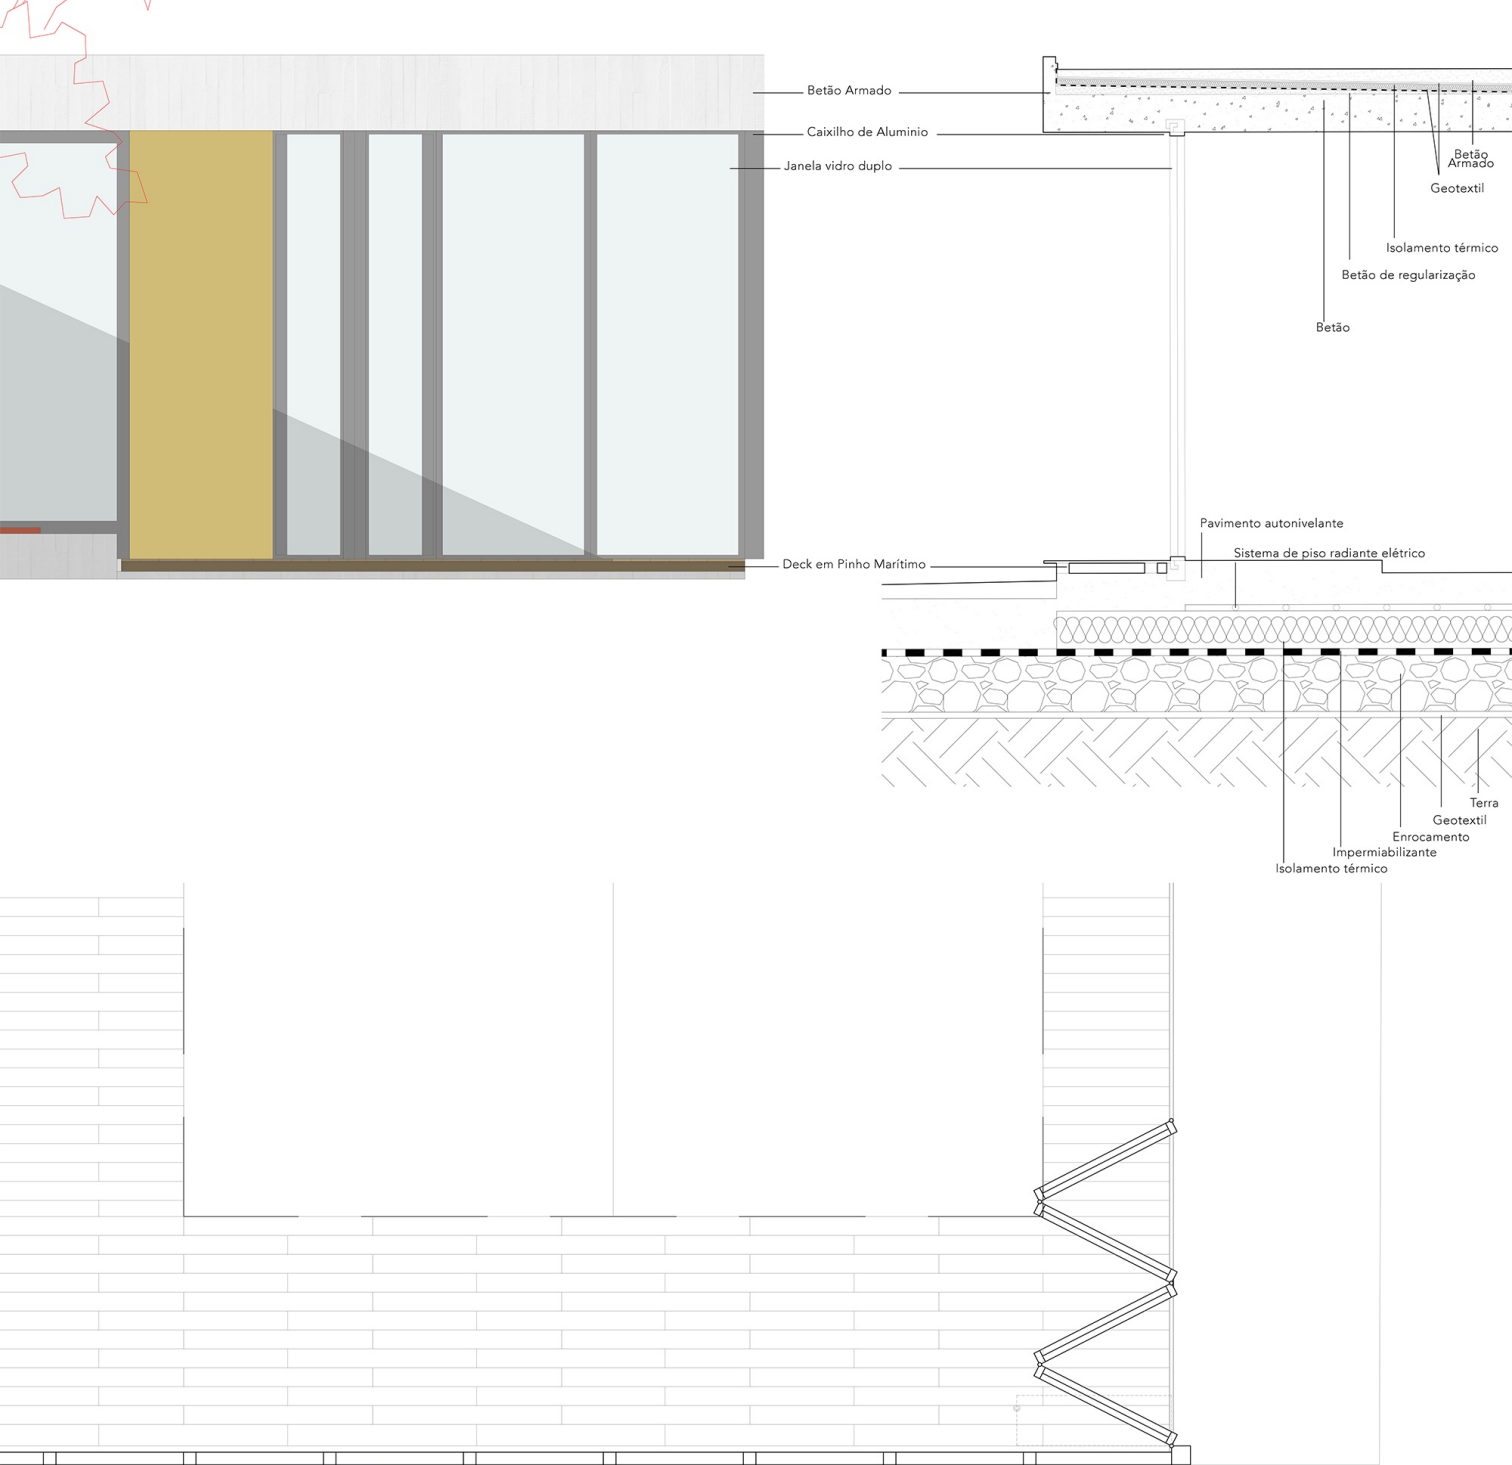 Betão Armado
Caixilho de Aluminio
Janela vidro duplo
Betão
Armado
Geotextil
Isolamento térmico
Betão de regularização
Betão
Pavimento autonivelante
Sistema de piso radiante elétrico
Deck em Pinho Marítimo
Terra
Geotextil
Enrocamento
Impermiabilizante
Isolamento térmico